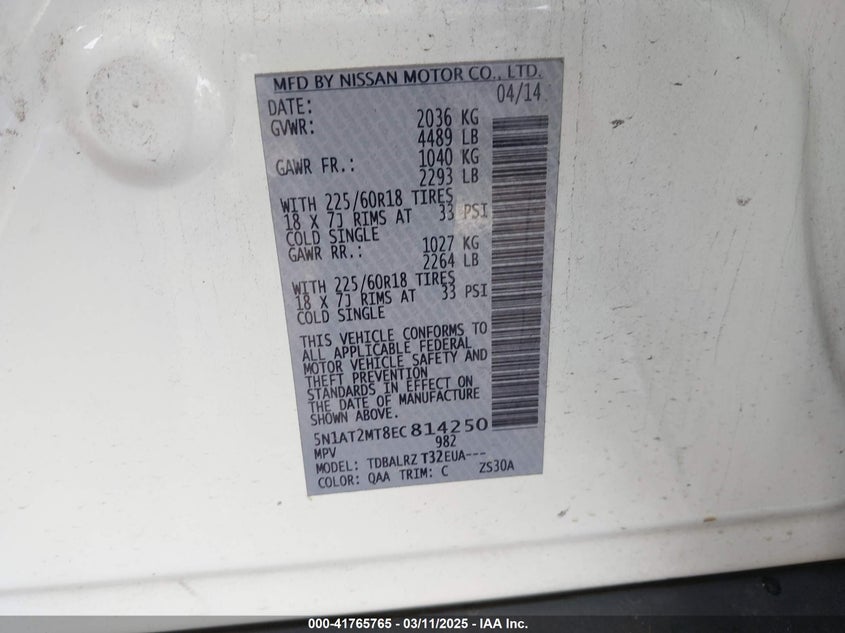 MFD BY NISSAN MOTOR CO., LTD.
DATE: 04/14
GVWR: 2036 KG
4489 LB
GAWR FR.: 1040 KG
2293 LB
WITH 225/60R18 TIRES
18 X 7J RIMS AT 33 PSI
COLD SINGLE
GAWR RR.: 1027 KG
2264 LB
WITH 225/60R18 TIRES
18 X 7J RIMS AT 33 PSI
COLD SINGLE
THIS VEHICLE CONFORMS TO
ALL APPLICABLE FEDERAL
MOTOR VEHICLE SAFETY AND
THEFT PREVENTION
STANDARDS IN EFFECT ON
THE DATE OF MANUFACTURE
SHOWN ABOVE.
5N1AT2MT8EC814250
MPV 982
MODEL: TDBALRZ T32EUA---
COLOR: QAA TRIM: C ZS30A
000-41765765 - 03/11/2025 - IAA Inc.